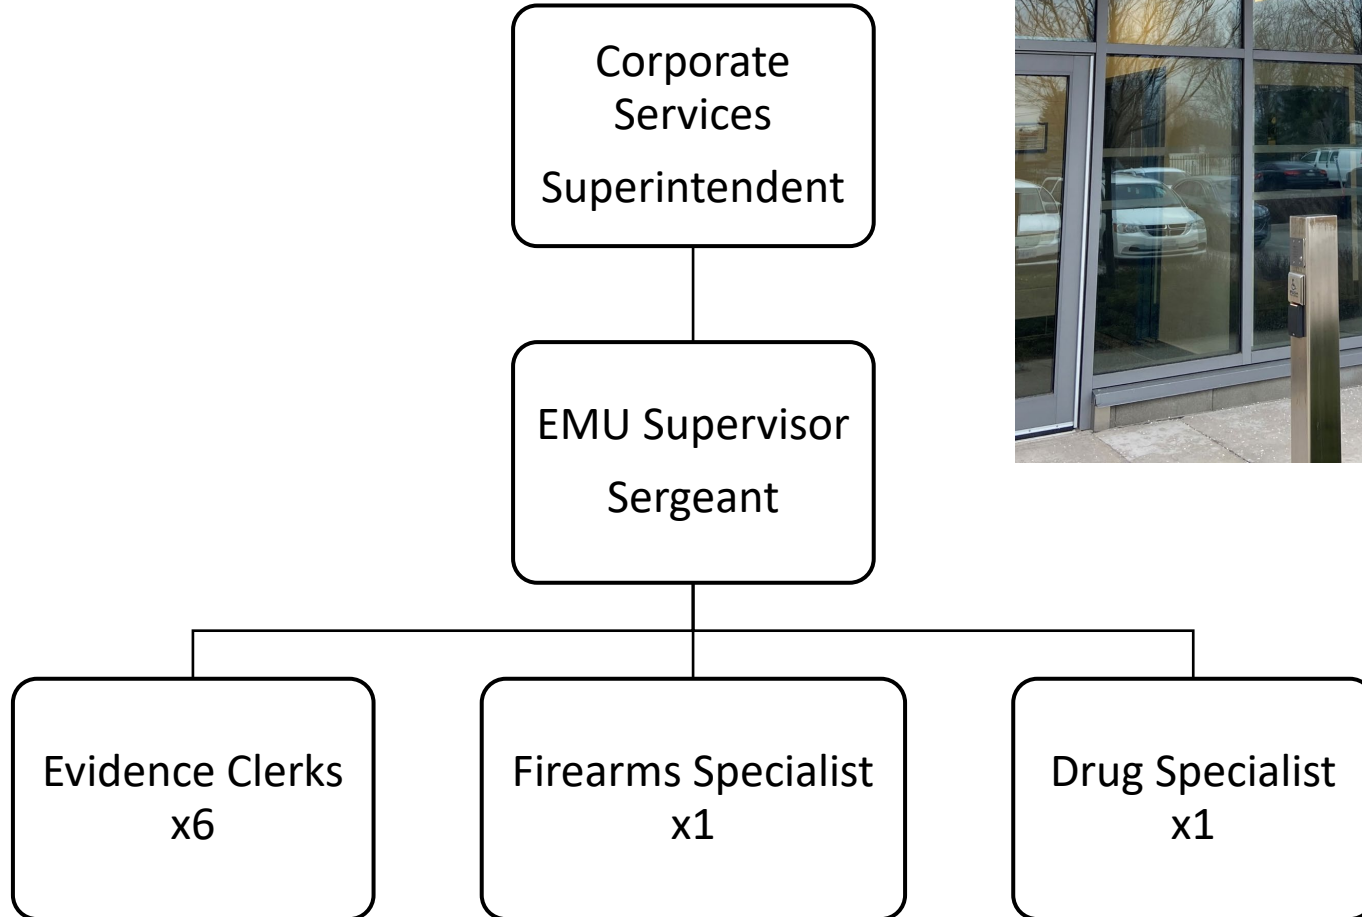 Corporate
Services
Superintendent
EMU Supervisor
Sergeant
Evidence Clerks
x6
Firearms Specialist
x1
Drug Specialist
x1